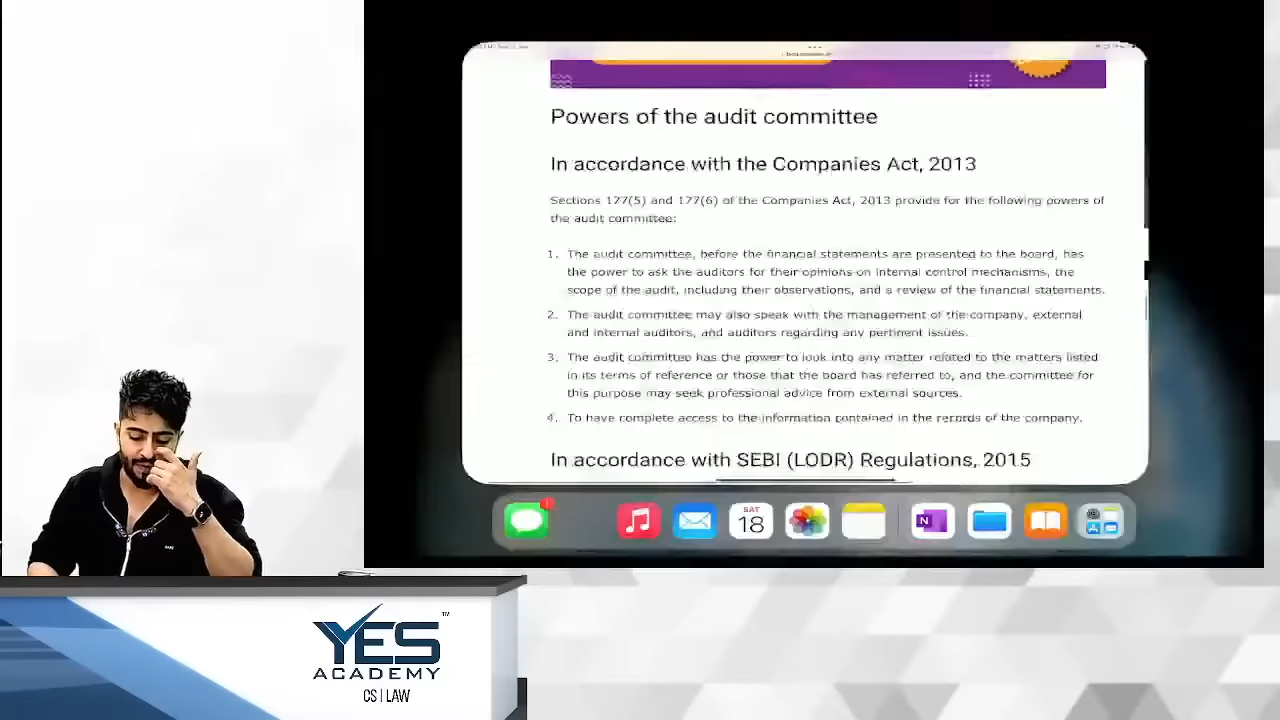 Powers of the audit committee
In accordance with the Companies Act, 2013
Sections 177(5) and 177(6) of the Companies Act, 2013 provide for the following powers of
the audit committee:
1. The audit committee, before the financial statements are presented to the board, has
the power to ask the auditors for their opinions on internal control mechanisms, the
scope of the audit, including their observations, and a review of the financial statements.
2. The audit committee may also speak with the management of the company, external
and internal auditors, and auditors regarding any pertinent issues.
3. The audit committee has the power to look into any matter related to the matters listed
in its terms of reference or those that the board has referred to, and the committee for
this purpose may seek professional advice from external sources.
4. To have complete access to the information contained in the records of the company.
In accordance with SEBI (LODR) Regulations, 2015
1
SAT
18
N
YES
TM
ACADEMY
CS | LAW